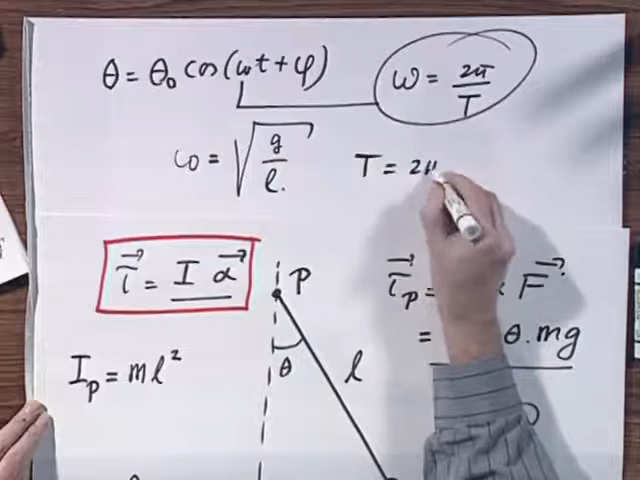 θ = θ₀ cos(ωt + φ)
ω = 2π / T
ω = √(g / l.)
T = 2π
τ⃗ = I α⃗
P
τ⃗ₚ =
F⃗
θ
l
= θ.mg
Iₚ = ml²